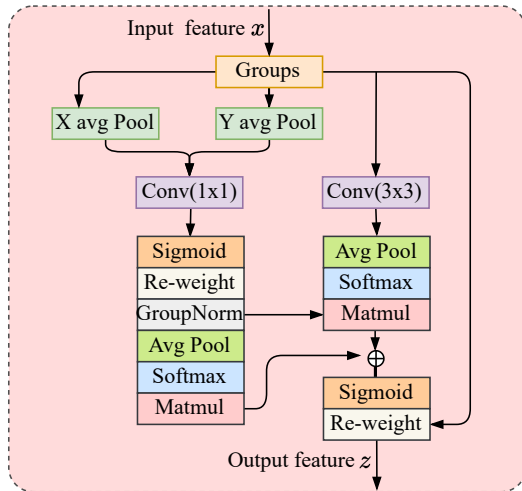 Input feature x
Groups
X avg Pool
Y avg Pool
Conv(1x1)
Conv(3x3)
Sigmoid
Re-weight
GroupNorm
Avg Pool
Softmax
Matmul
Avg Pool
Softmax
Matmul
Sigmoid
Re-weight
Output feature z